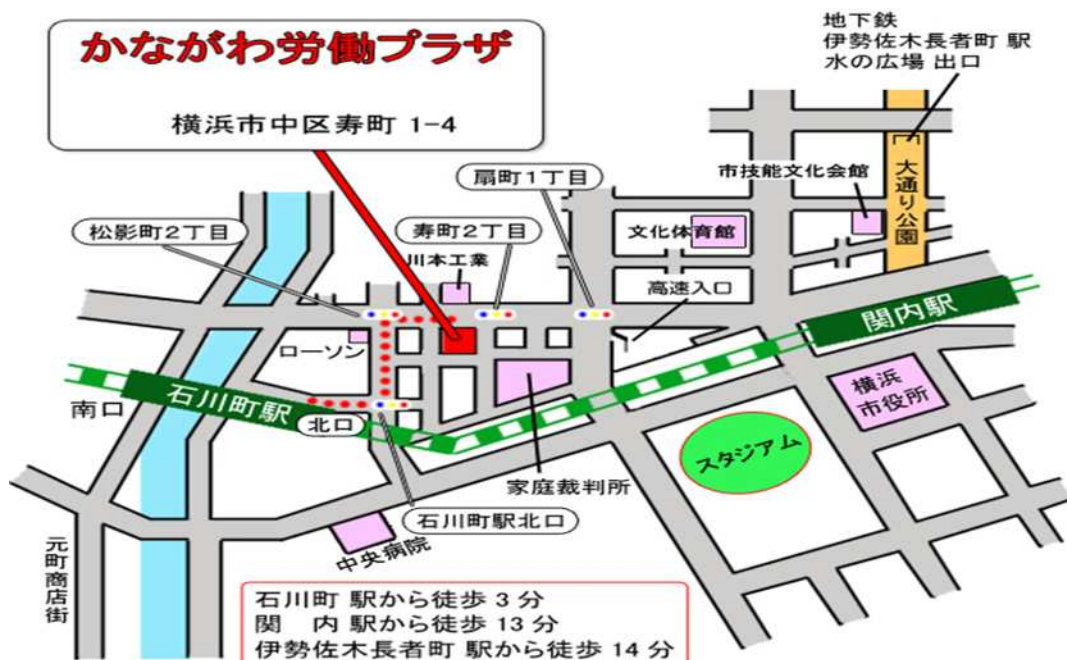 かながわ労働プラザ
横浜市中区寿町 1-4
地下鉄
伊勢佐木長者町 駅
水の広場 出口
市技能文化会館
大通り公園
扇町1丁目
松影町2丁目
寿町2丁目
文化体育館
川本工業
高速入口
関内駅
ローソン
石川町駅
南口
北口
横浜
市役所
スタジアム
家庭裁判所
石川町駅北口
中央病院
元町商店街
石川町 駅から徒歩 3 分
関 内 駅から徒歩 13 分
伊勢佐木長者町 駅から徒歩 14 分